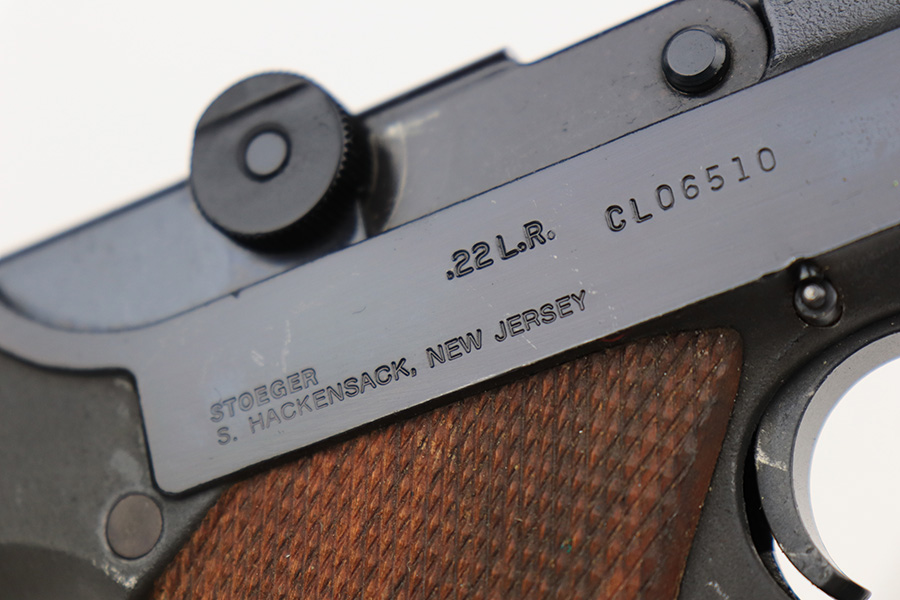 .22 L.R. CL06510
STOEGER
S. HACKENSACK, NEW JERSEY